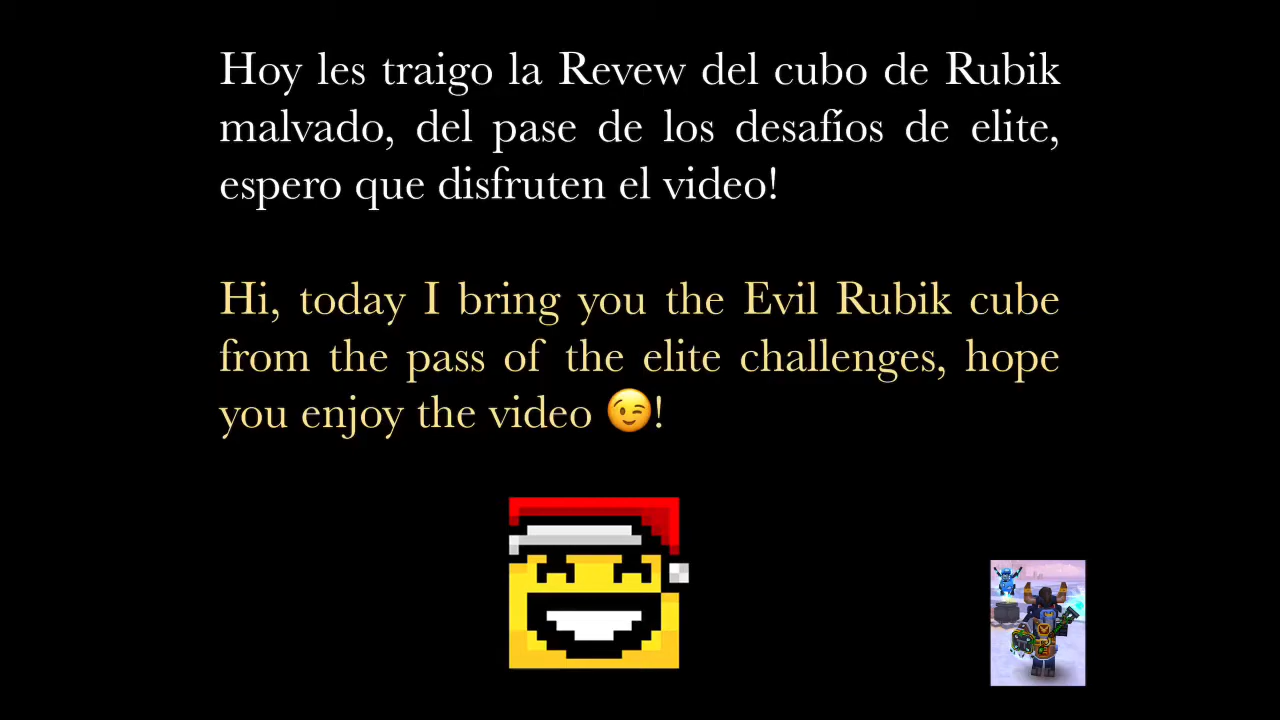 Hoy les traigo la Revew del cubo de Rubik
malvado, del pase de los desafíos de elite,
espero que disfruten el video!
Hi, today I bring you the Evil Rubik cube
from the pass of the elite challenges, hope
you enjoy the video 😉!